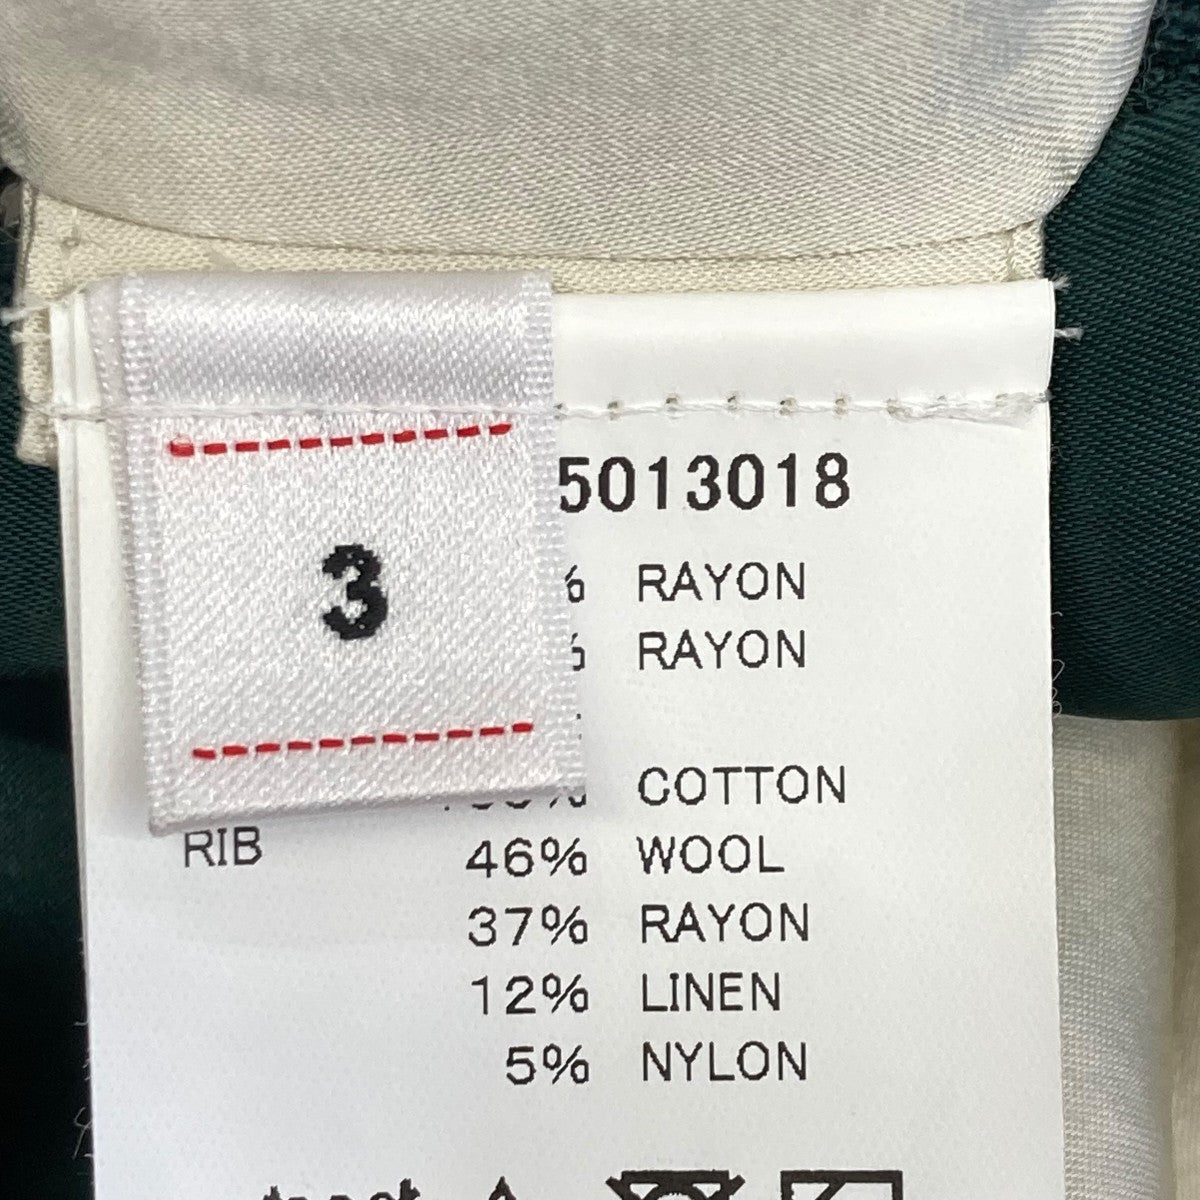 3
5013018
% RAYON
% RAYON
COTTON
RIB 46% WOOL
37% RAYON
12% LINEN
5% NYLON